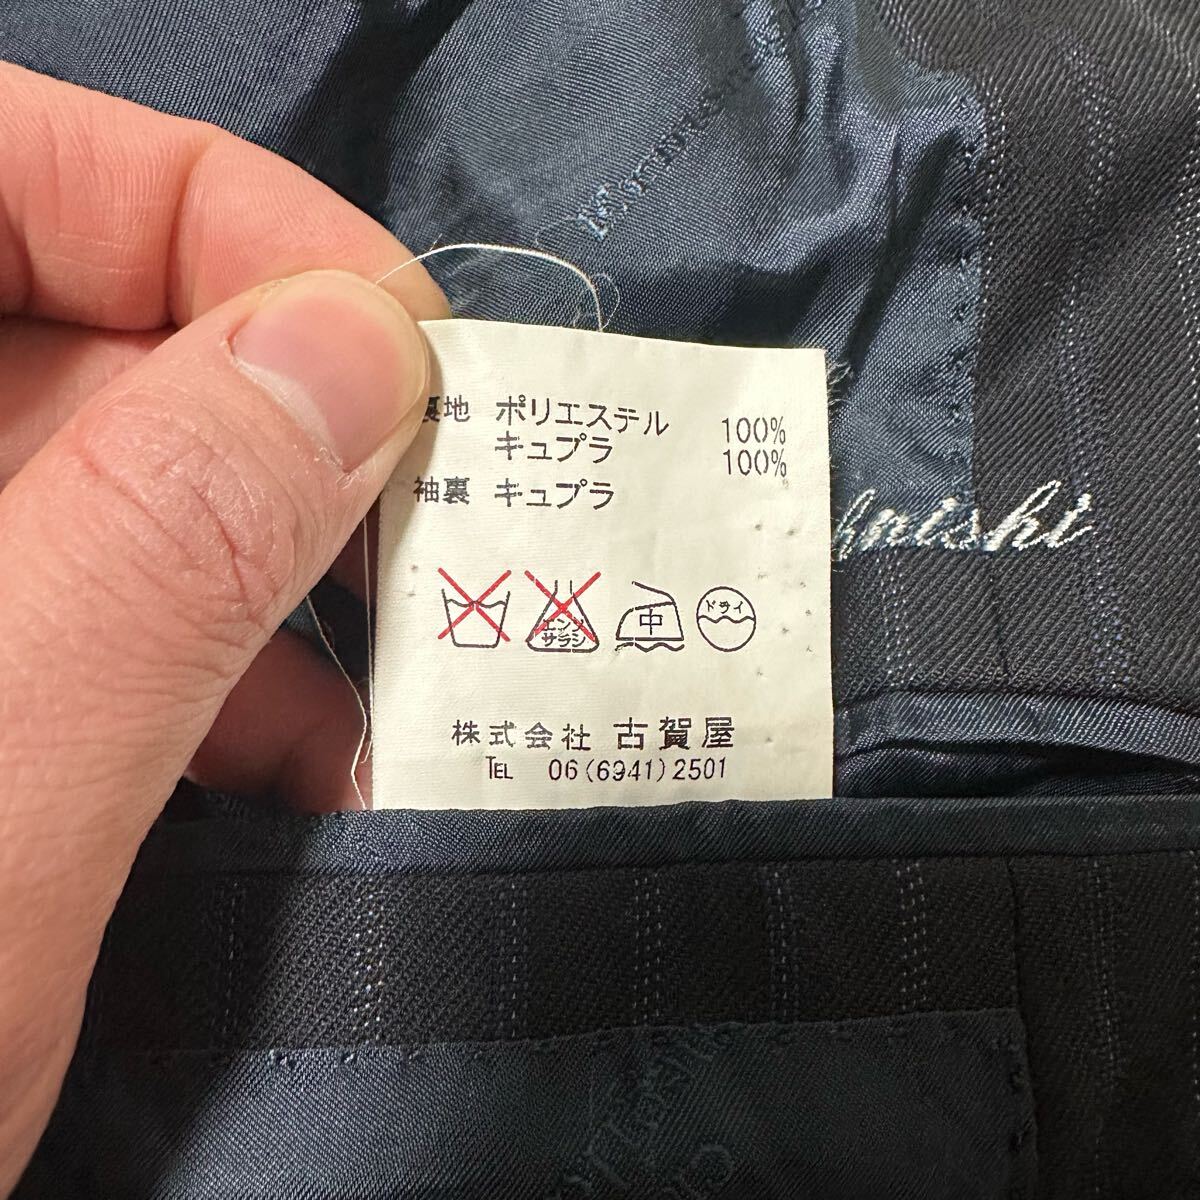 裏地 ポリエステル 100%
キュプラ 100%
袖裏 キュプラ
エンソ
サラシ
中
ドライ
株式会社 古賀屋
TEL 06(6941)2501